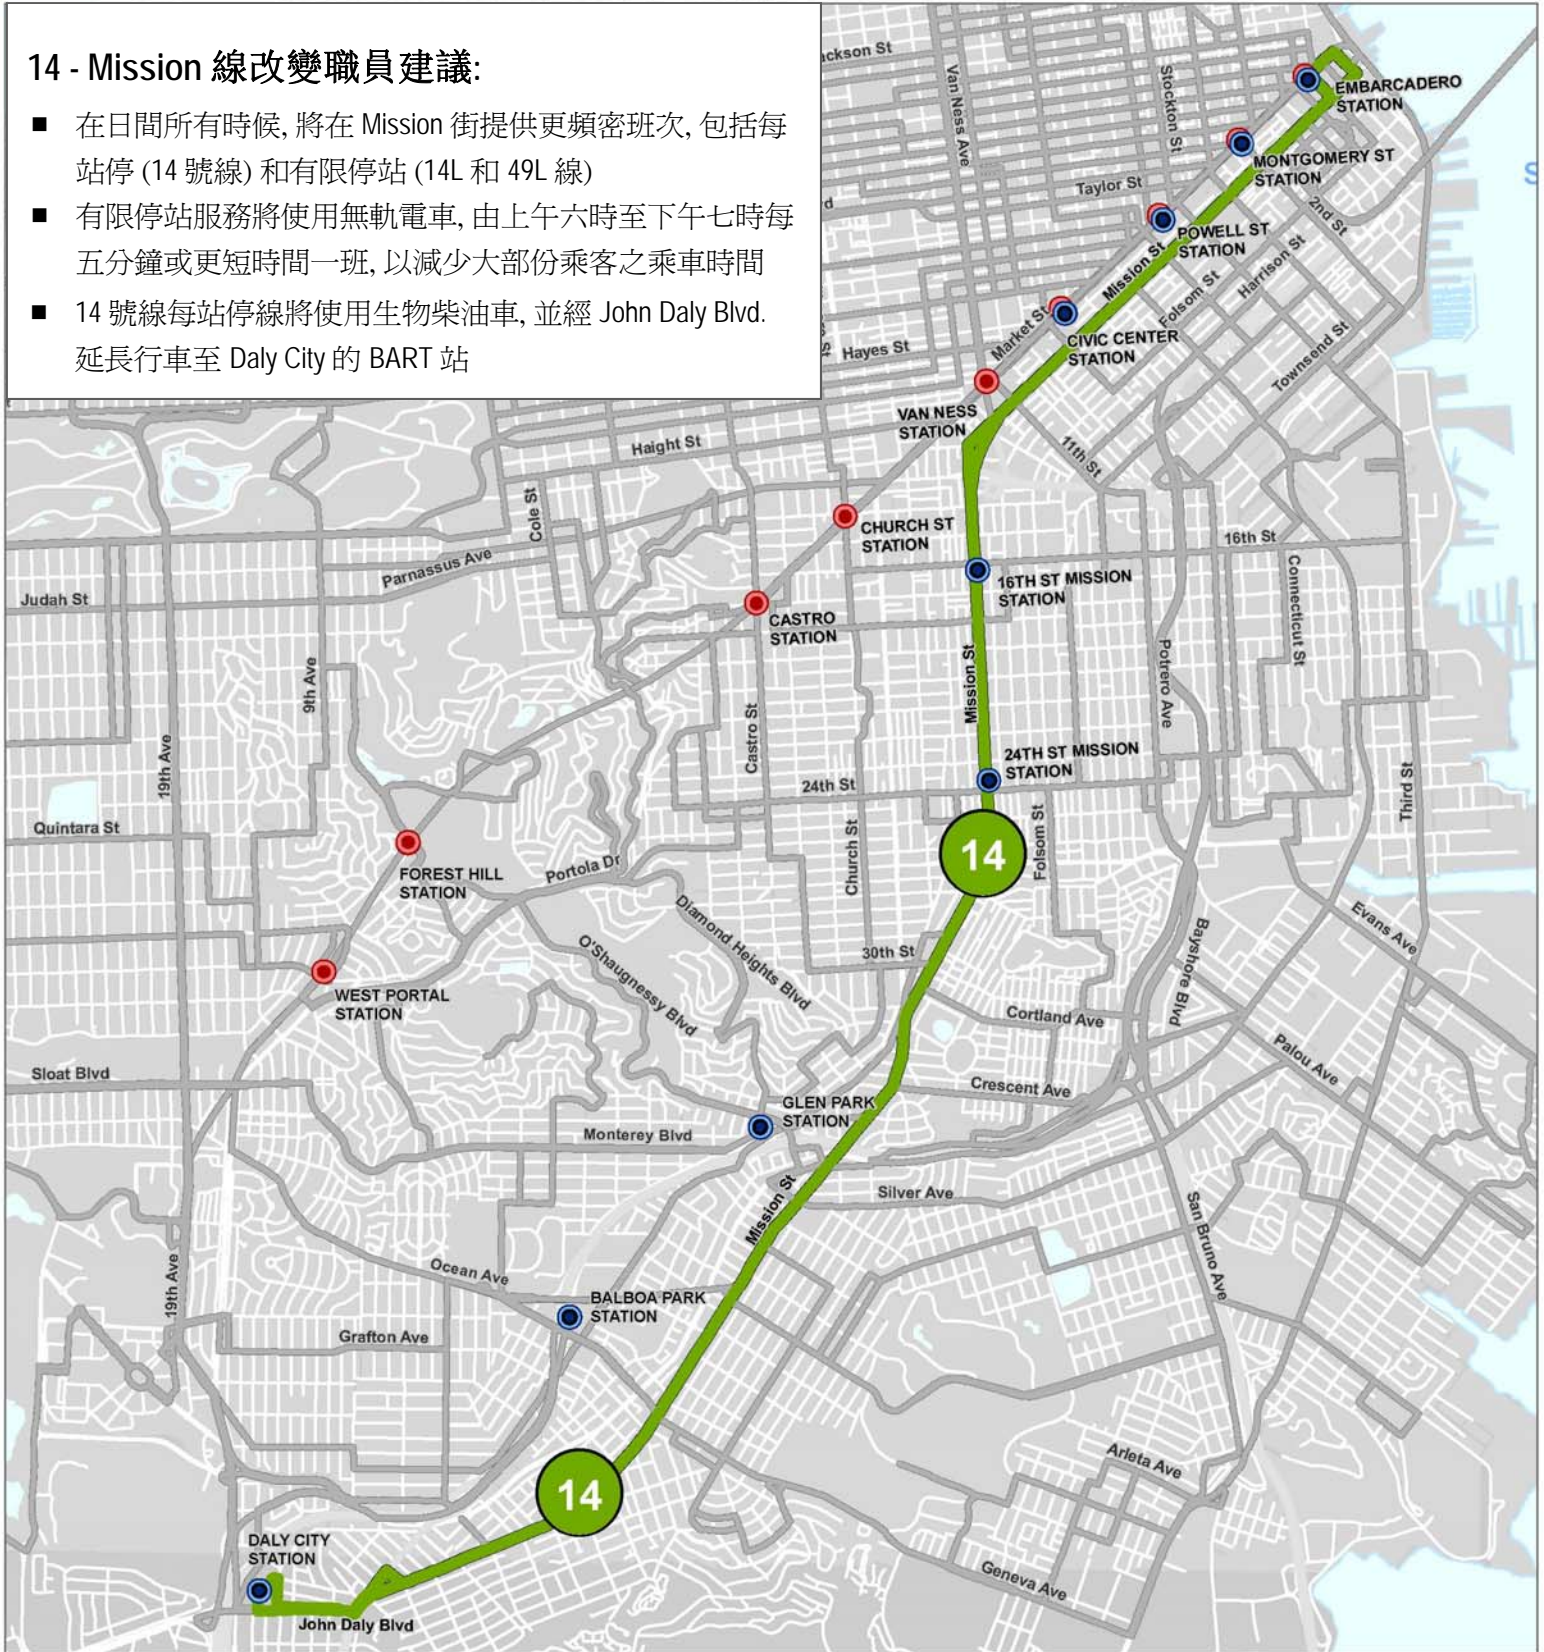 14 - Mission 線改變職員建議:
■ 在日間所有時候, 將在 Mission 街提供更頻密班次, 包括每
站停 (14 號線) 和有限停站 (14L 和 49L 線)
■ 有限停站服務將使用無軌電車, 由上午六時至下午七時每
五分鐘或更短時間一班, 以減少大部份乘客之乘車時間
■ 14 號線每站停線將使用生物柴油車, 並經 John Daly Blvd.
延長行車至 Daly City 的 BART 站
ckson St
Van Ness Ave
Stockton St
EMBARCADERO
STATION
MONTGOMERY ST
STATION
Taylor St
2nd St
POWELL ST
STATION
Mission St
Folsom St
Harrison St
Market St
CIVIC CENTER
STATION
Hayes St
Townsend St
VAN NESS
STATION
Haight St
11th St
Cole St
CHURCH ST
STATION
16th St
Parnassus Ave
Connecticut St
Judah St
16TH ST MISSION
STATION
CASTRO
STATION
9th Ave
Mission St
Potrero Ave
19th Ave
Castro St
24TH ST MISSION
STATION
24th St
Third St
Quintara St
Church St
14
Folsom St
FOREST HILL
STATION
Portola Dr
Diamond Heights Blvd
Evans Ave
O'Shaugnessy Blvd
30th St
Bayshore Blvd
WEST PORTAL
STATION
Cortland Ave
Palou Ave
Sloat Blvd
Crescent Ave
GLEN PARK
STATION
Monterey Blvd
Mission St
Silver Ave
San Bruno Ave
19th Ave
Ocean Ave
BALBOA PARK
STATION
Grafton Ave
Arleta Ave
14
DALY CITY
STATION
Geneva Ave
John Daly Blvd